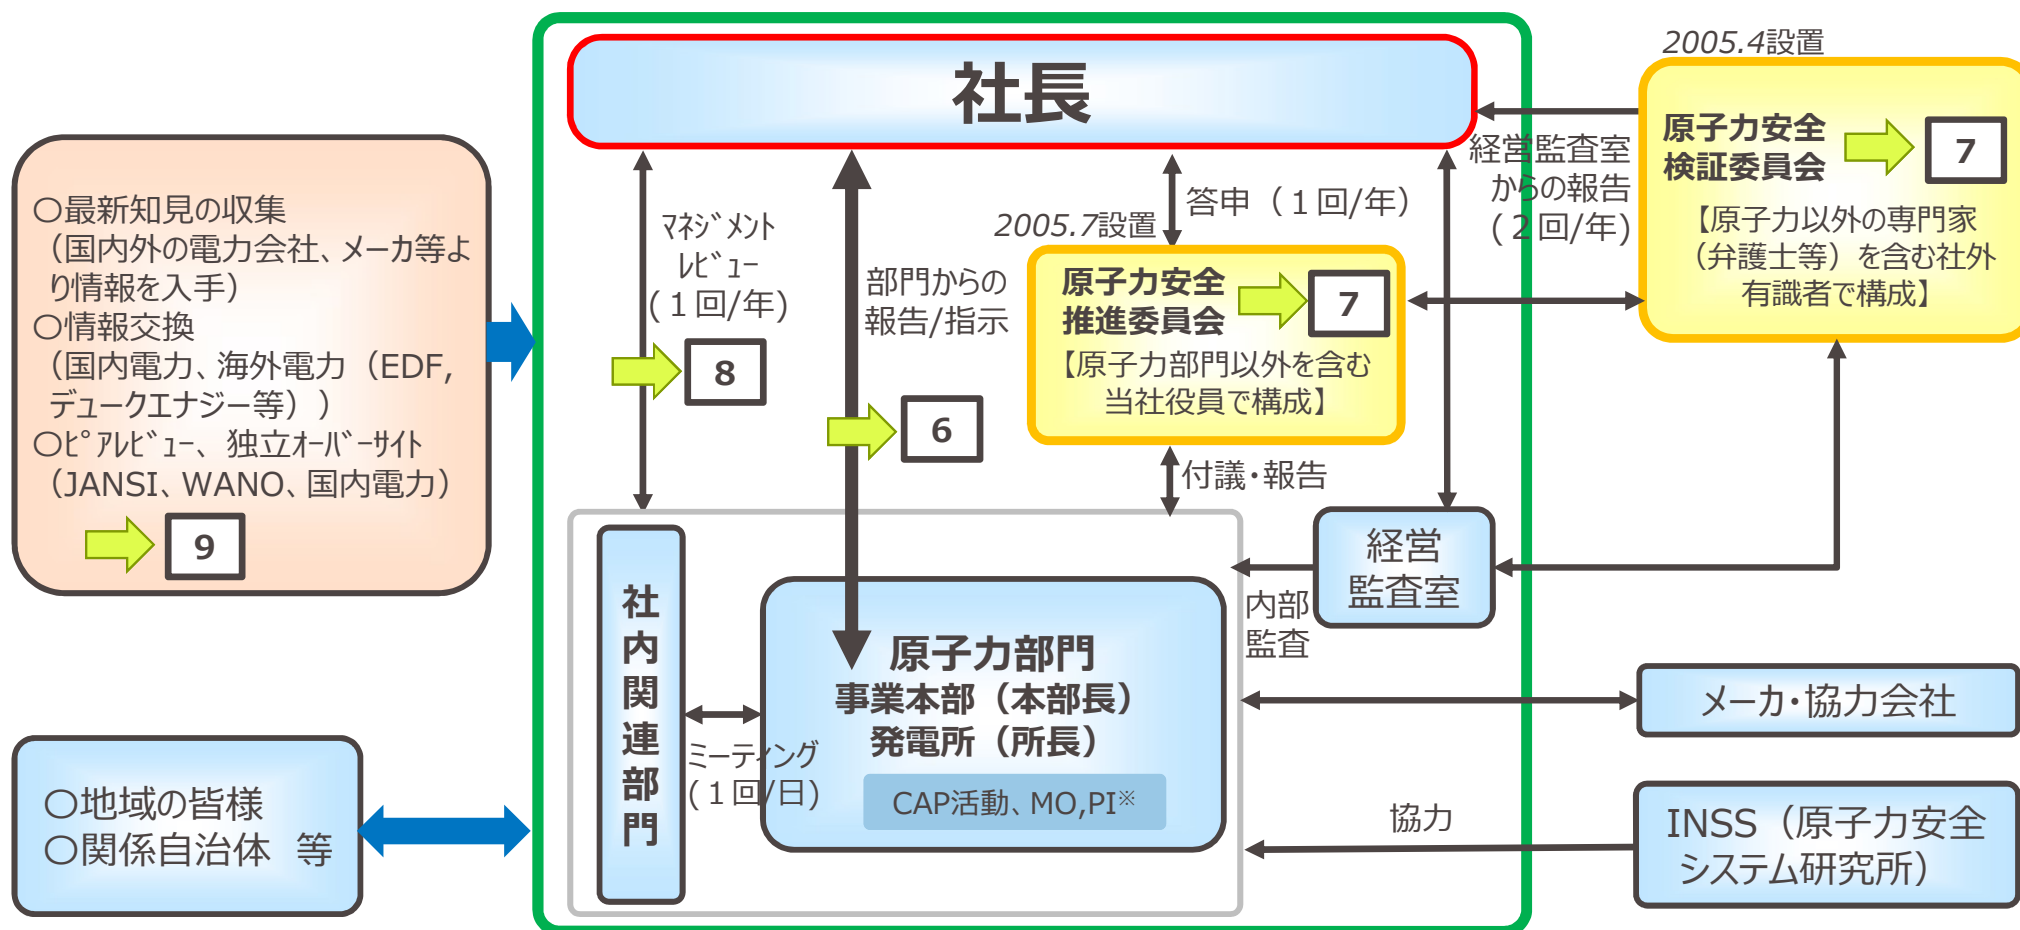 社長
2005.4設置
原子力安全
検証委員会
7
【原子力以外の専門家
（弁護士等）を含む社外
有識者で構成】
経営監査室
からの報告
(２回/年)
○最新知見の収集
（国内外の電力会社、メーカ等よ
り情報を入手）
○情報交換
（国内電力、海外電力（EDF,
デュークエナジー等））
○ﾋﾟｱﾚﾋﾞｭｰ、独立ｵｰﾊﾞｰｻｲﾄ
（JANSI、WANO、国内電力）
9
ﾏﾈｼﾞﾒﾝﾄ
ﾚﾋﾞｭｰ
(１回/年)
8
部門からの
報告/指示
6
答申（１回/年）
2005.7設置
原子力安全
推進委員会
7
【原子力部門以外を含む
当社役員で構成】
付議・報告
経営
監査室
内部
監査
社内関連部門
ミーティング
(１回/日)
原子力部門
事業本部（本部長）
発電所（所長）
CAP活動、MO,PI※
メーカ・協力会社
協力
INSS（原子力安全
システム研究所）
○地域の皆様
○関係自治体　等